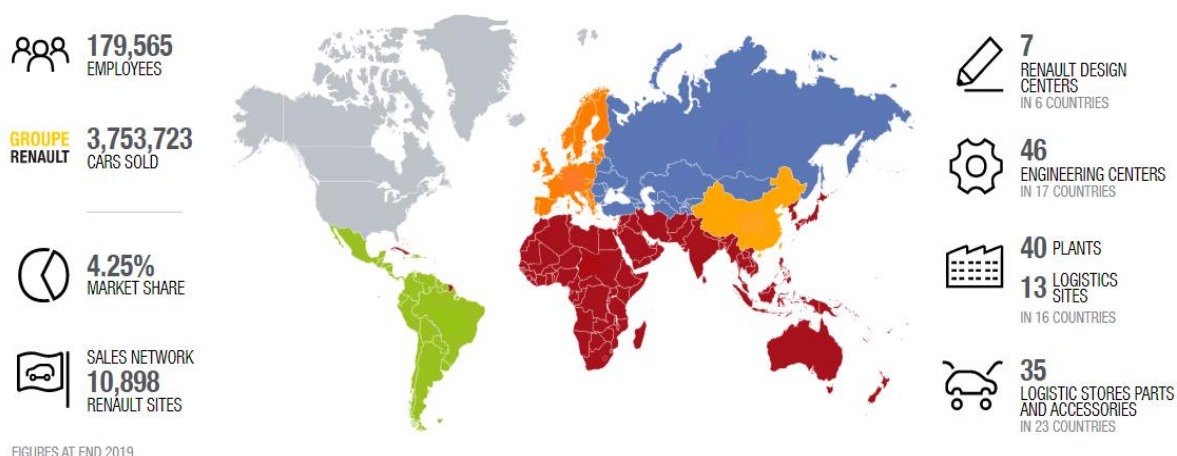 179,565
EMPLOYEES
GROUPE
RENAULT
3,753,723
CARS SOLD
4.25%
MARKET SHARE
SALES NETWORK
10,898
RENAULT SITES
FIGURES AT END 2019
7
RENAULT DESIGN
CENTERS
IN 6 COUNTRIES
46
ENGINEERING CENTERS
IN 17 COUNTRIES
40 PLANTS
13 LOGISTICS
SITES
IN 16 COUNTRIES
35
LOGISTIC STORES PARTS
AND ACCESSORIES
IN 23 COUNTRIES